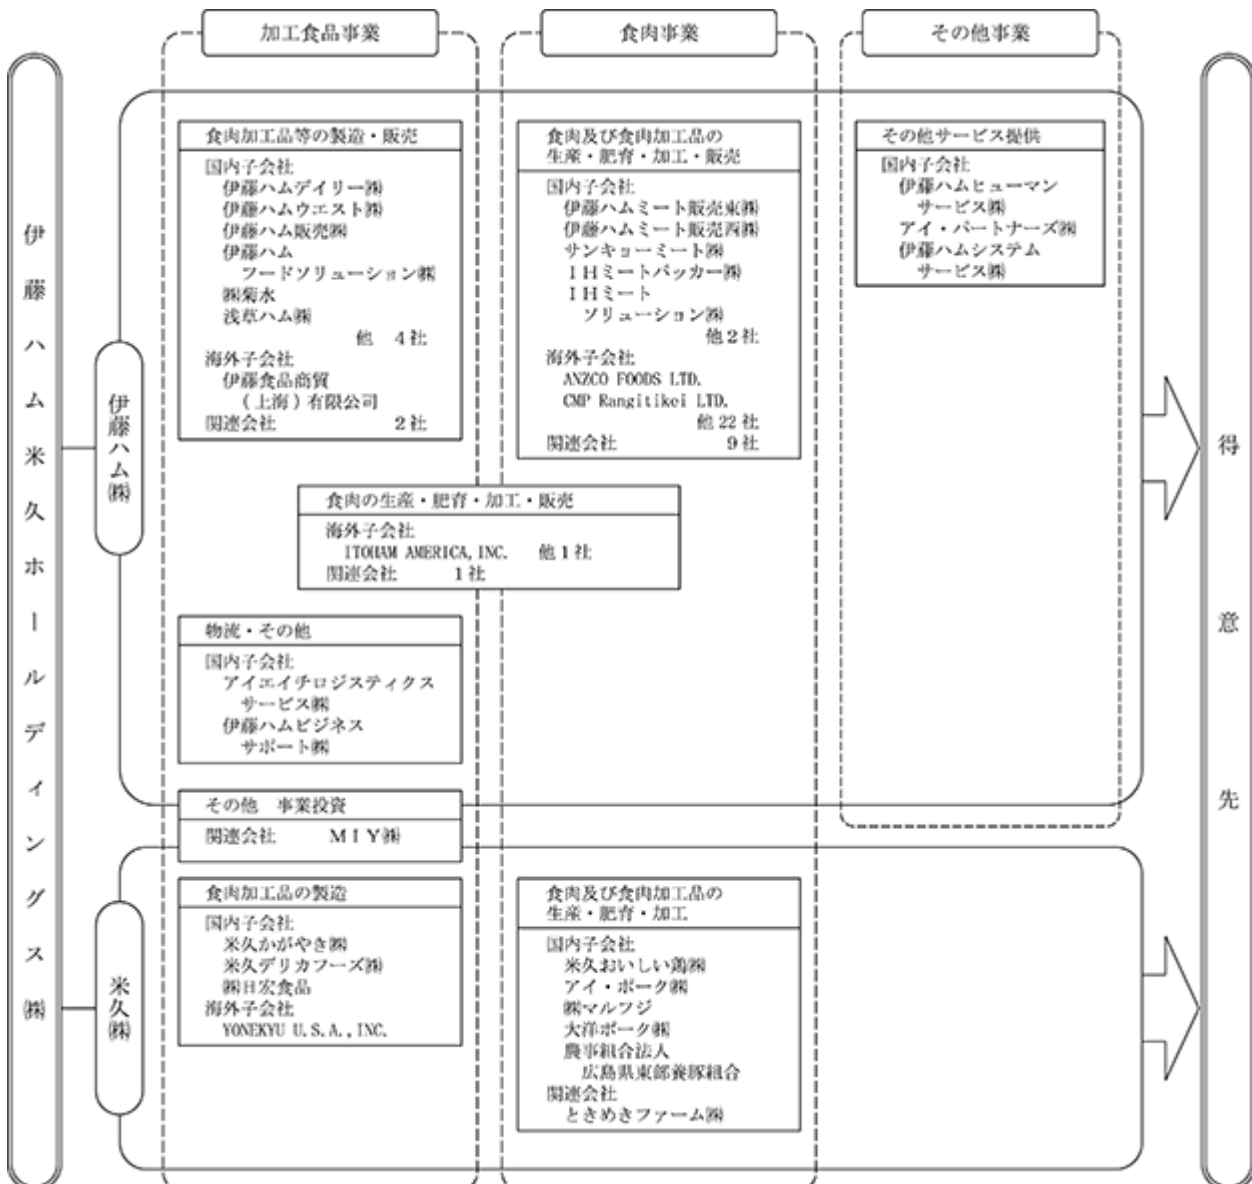 加工食品事業
食肉事業
その他事業
伊藤ハム米久ホールディングス㈱
伊藤ハム㈱
食肉加工品等の製造・販売
国内子会社
伊藤ハムデイリー㈱
伊藤ハムウエスト㈱
伊藤ハム販売㈱
伊藤ハム
フードソリューション㈱
㈱菊水
浅草ハム㈱
他 4社
海外子会社
伊藤食品商貿
(上海)有限公司
関連会社 2社
食肉及び食肉加工品の
生産・肥育・加工・販売
国内子会社
伊藤ハムミート販売東㈱
伊藤ハムミート販売西㈱
サンキョーミート㈱
IHミートパッカー㈱
IHミート
ソリューション㈱
他2社
海外子会社
ANZCO FOODS LTD.
CMP Rangitikei LTD.
他22社
関連会社 9社
その他サービス提供
国内子会社
伊藤ハムヒューマン
サービス㈱
アイ・パートナーズ㈱
伊藤ハムシステム
サービス㈱
食肉の生産・肥育・加工・販売
海外子会社
ITOHAM AMERICA,INC. 他1社
関連会社 1社
物流・その他
国内子会社
アイエイチロジスティクス
サービス㈱
伊藤ハムビジネス
サポート㈱
その他 事業投資
関連会社 MIY㈱
米久㈱
食肉加工品の製造
国内子会社
米久かがやき㈱
米久デリカフーズ㈱
㈱日宏食品
海外子会社
YONEKYU U.S.A.,INC.
食肉及び食肉加工品の
生産・肥育・加工
国内子会社
米久おいしい鶏㈱
アイ・ポーク㈱
㈱マルフジ
大洋ポーク㈱
農事組合法人
広島県東部養豚組合
関連会社
ときめきファーム㈱
得意先